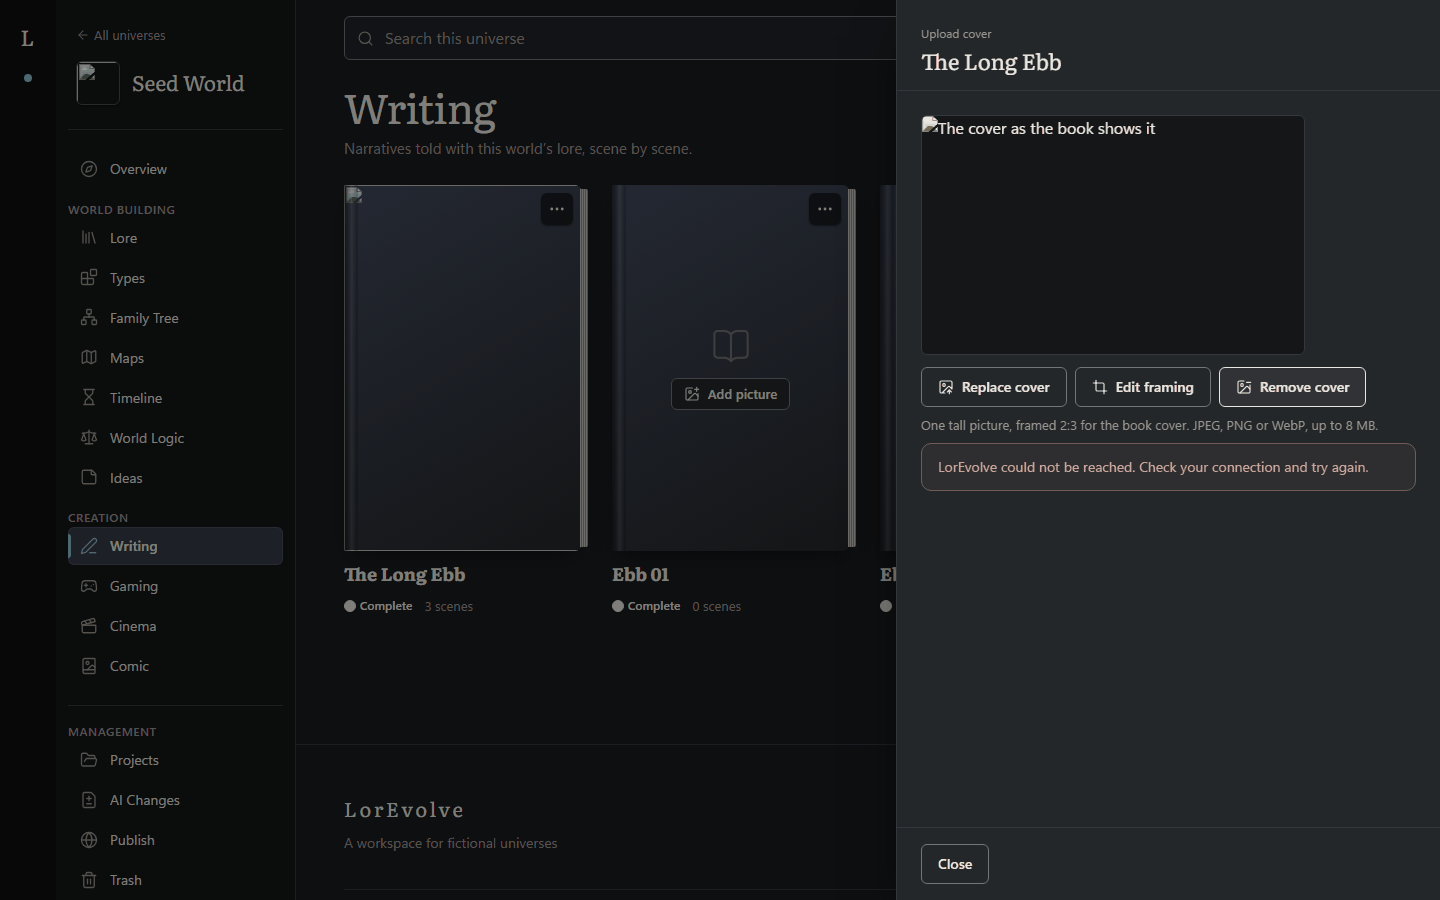 L
All universes
Seed World
Overview
WORLD BUILDING
Lore
Types
Family Tree
Maps
Timeline
World Logic
Ideas
CREATION
Writing
Gaming
Cinema
Comic
MANAGEMENT
Projects
AI Changes
Publish
Trash
Search this universe
Writing
Narratives told with this world's lore, scene by scene.
Add picture
The Long Ebb
Complete 3 scenes
Ebb 01
Complete 0 scenes
LorEvolve
A workspace for fictional universes
Upload cover
The Long Ebb
The cover as the book shows it
Replace cover
Edit framing
Remove cover
One tall picture, framed 2:3 for the book cover. JPEG, PNG or WebP, up to 8 MB.
LorEvolve could not be reached. Check your connection and try again.
Close